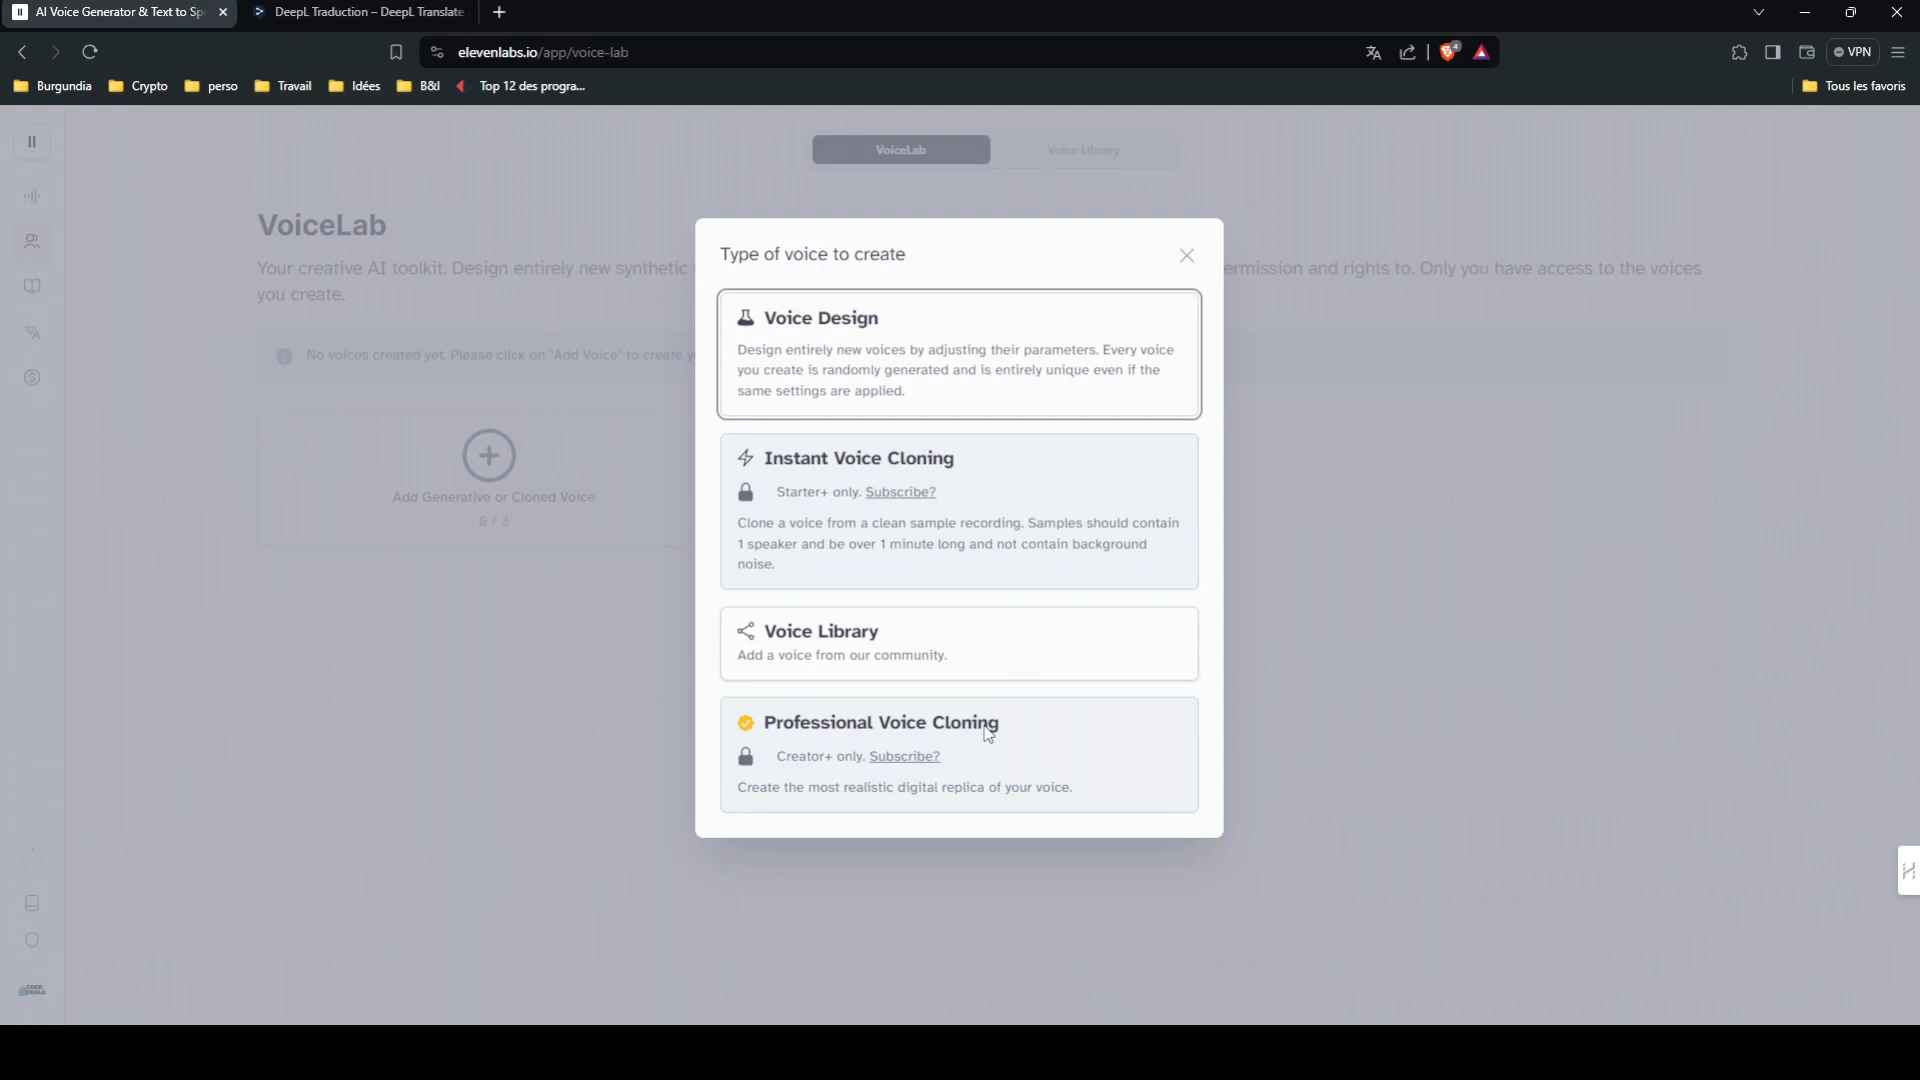 AI Voice Generator & Text to Sp
DeepL Traduction – DeepL Translate
elevenlabs.io/app/voice-lab
4
VPN
Burgundia
Crypto
perso
Travail
Idées
B&I
Top 12 des progra...
Tous les favoris
VoiceLab
Voice Library
VoiceLab
Your creative AI toolkit. Design entirely new synthetic
ermission and rights to. Only you have access to the voices
you create.
No voices created yet. Please click on "Add Voice" to create y
Add Generative or Cloned Voice
0 / 3
Type of voice to create
Voice Design
Design entirely new voices by adjusting their parameters. Every voice
you create is randomly generated and is entirely unique even if the
same settings are applied.
Instant Voice Cloning
Starter+ only. Subscribe?
Clone a voice from a clean sample recording. Samples should contain
1 speaker and be over 1 minute long and not contain background
noise.
Voice Library
Add a voice from our community.
Professional Voice Cloning
Creator+ only. Subscribe?
Create the most realistic digital replica of your voice.